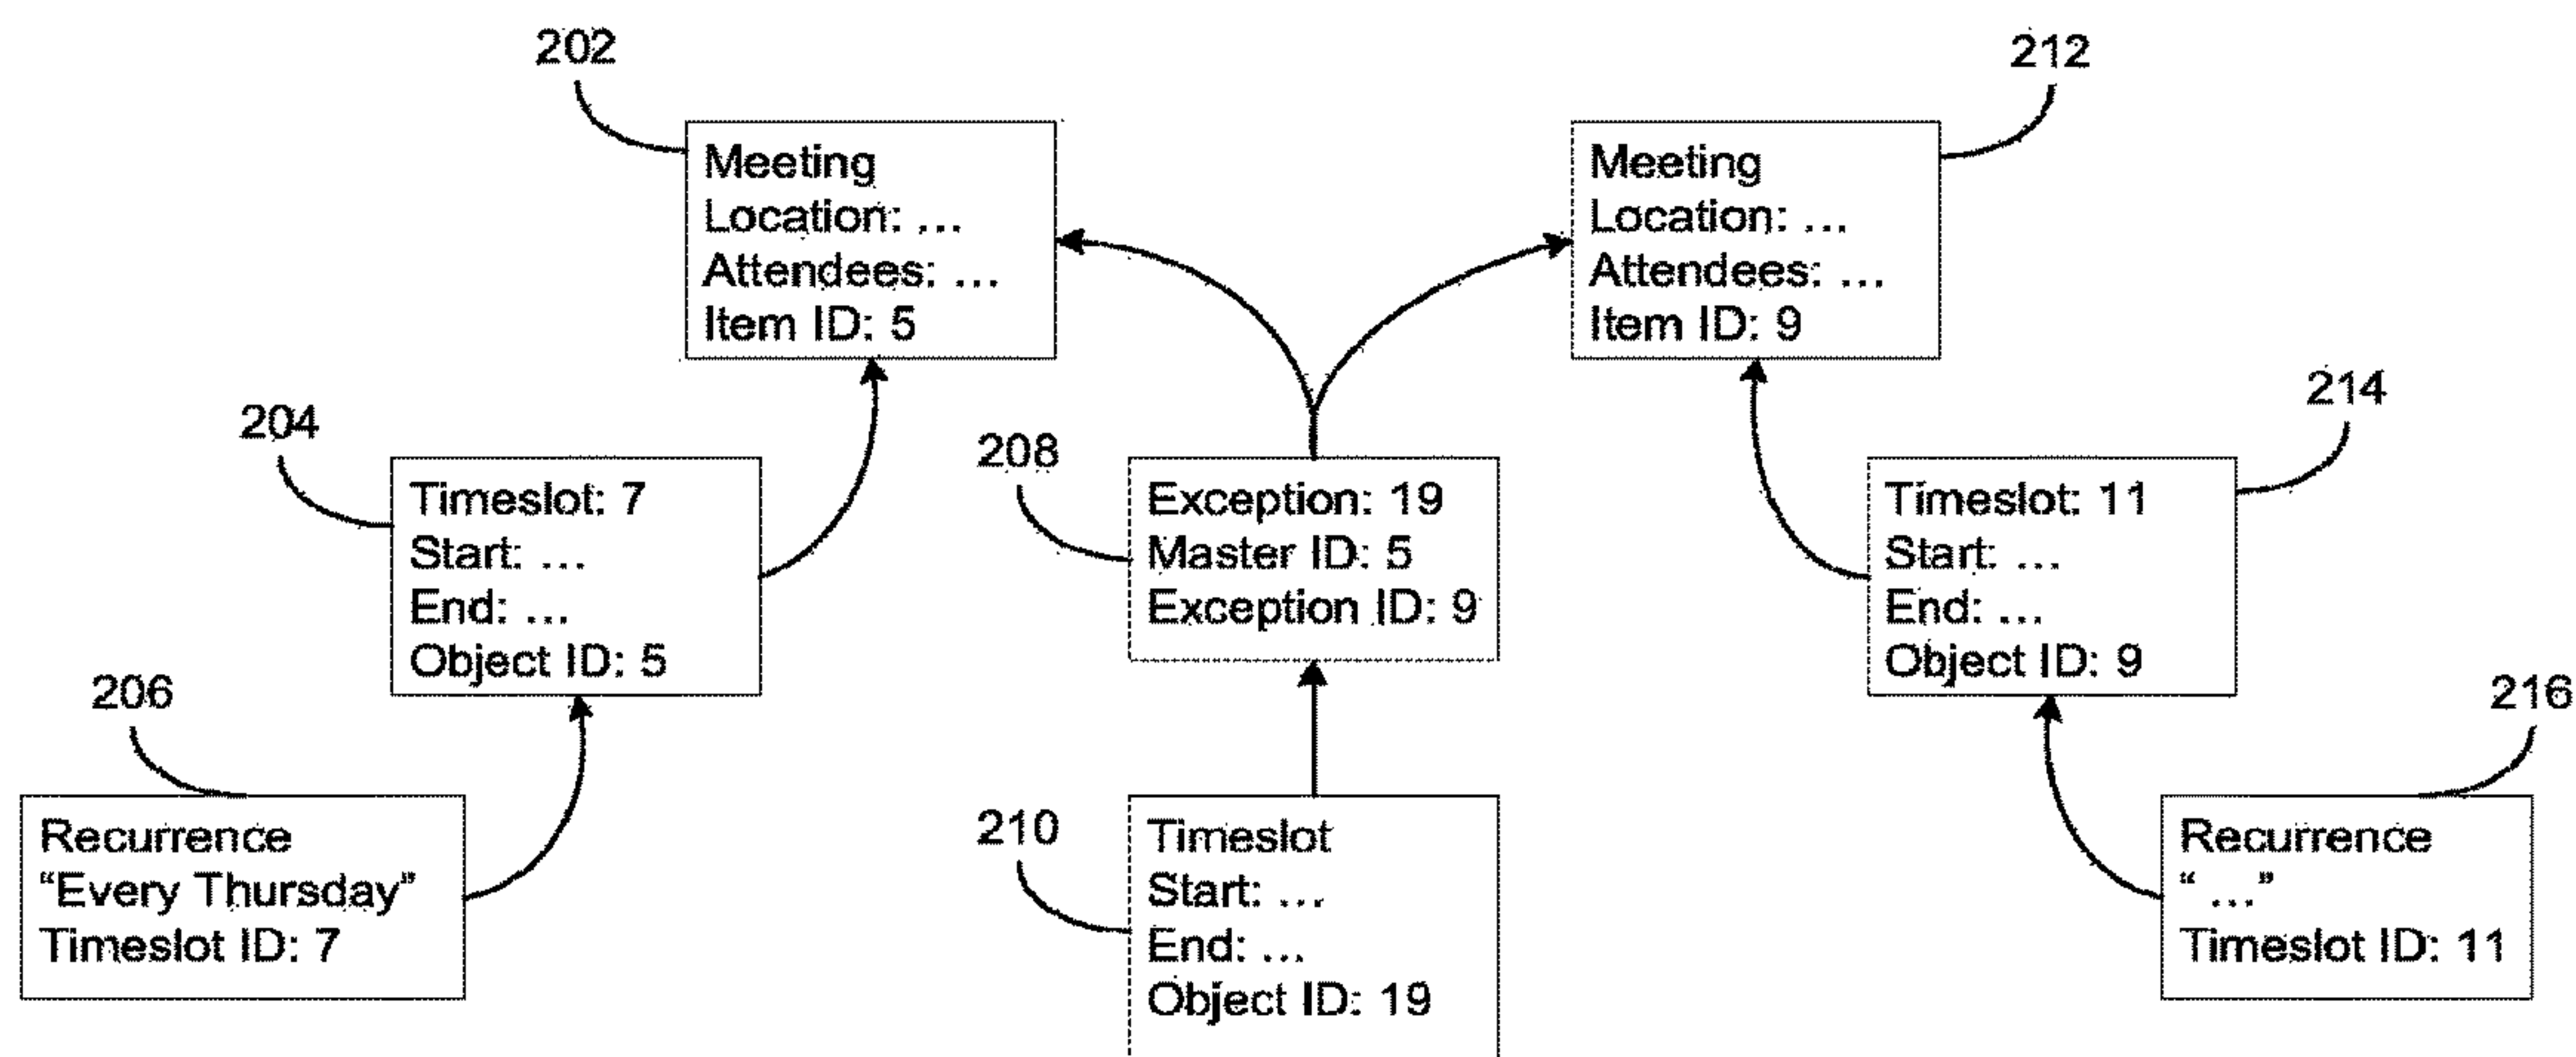 202
212
Meeting
Location: ...
Attendees: ...
Item ID: 5
Meeting
Location: ...
Attendees: ...
Item ID: 9
204
208
214
Timeslot: 7
Start: ...
End: ...
Object ID: 5
Exception: 19
Master ID: 5
Exception ID: 9
Timeslot: 11
Start: ...
End: ...
Object ID: 9
206
210
216
Recurrence
“Every Thursday”
Timeslot ID: 7
Timeslot
Start: ...
End: ...
Object ID: 19
Recurrence
“ ...”
Timeslot ID: 11